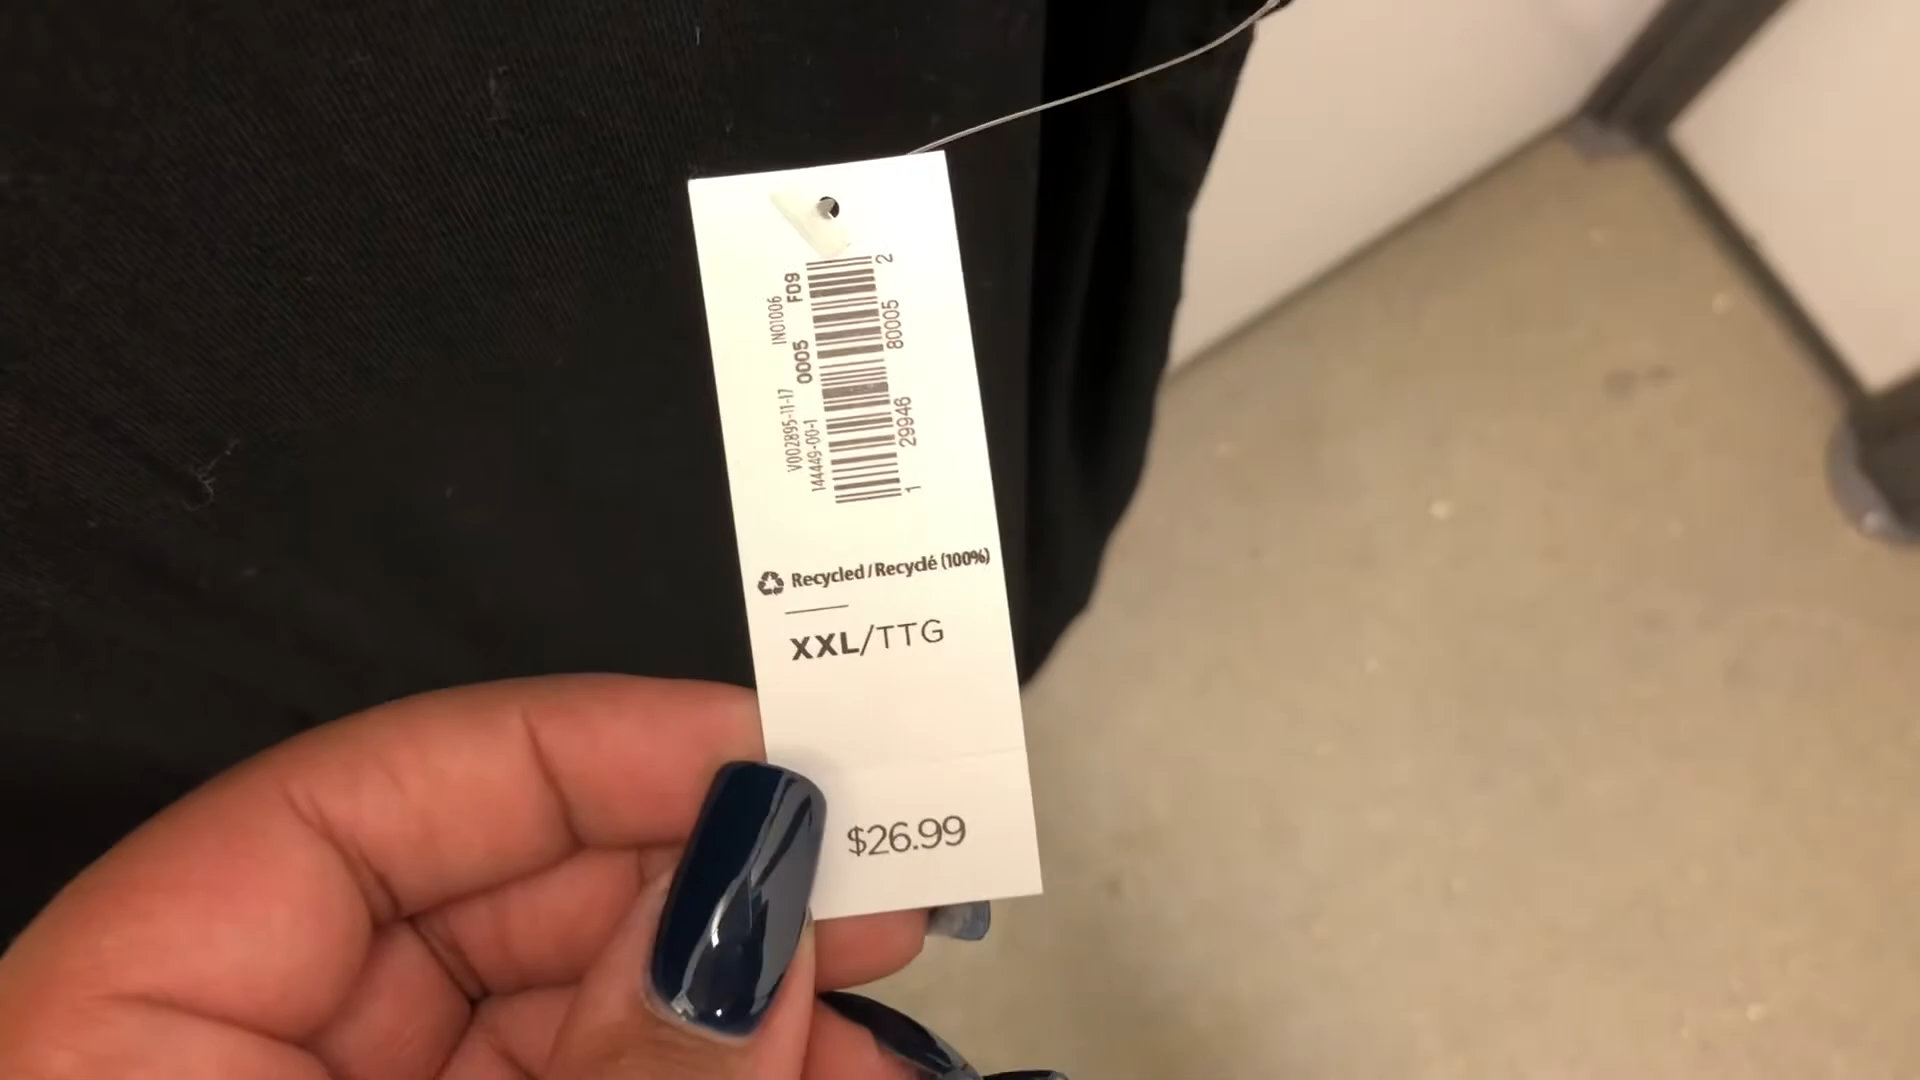 V002895-11-17 IN01006
144449-00-1 0005 FD9
1 29946 80005 2
Recycled/Recyclé (100%)
XXL/TTG
$26.99